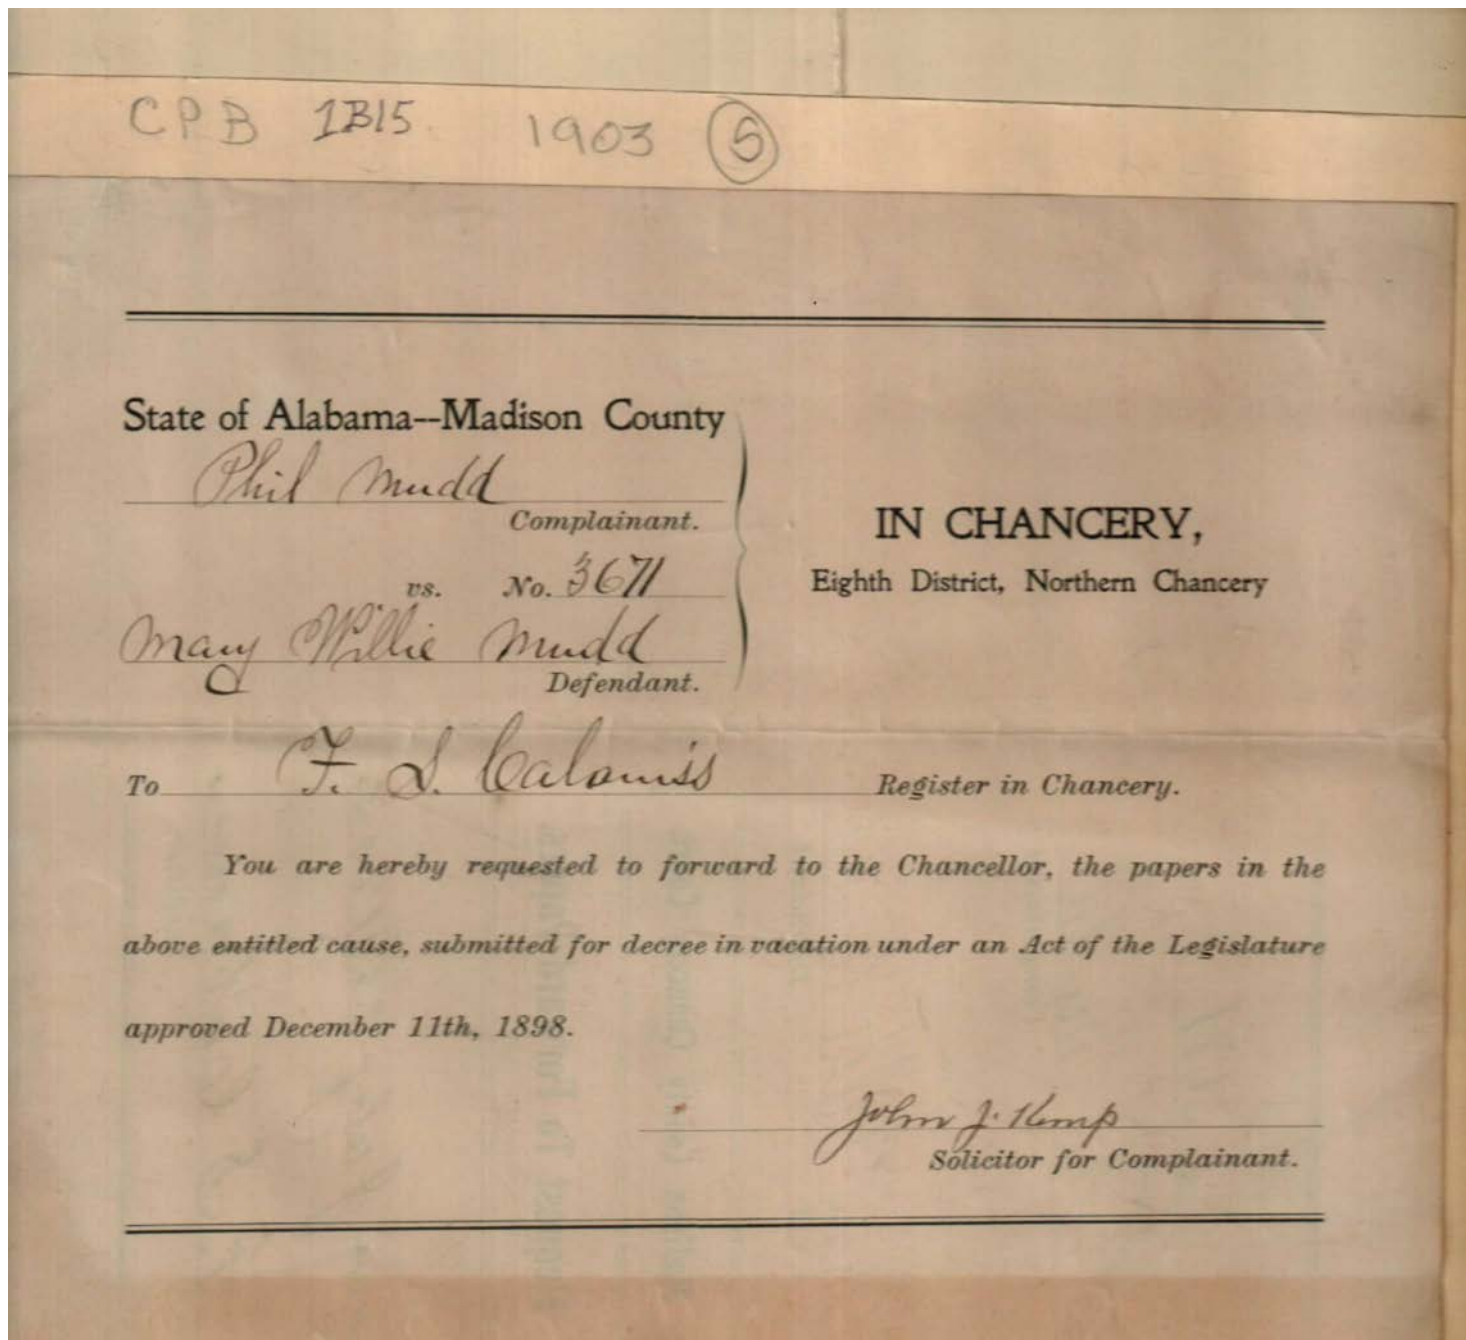 CPB 1B15 1903 (5)
State of Alabama--Madison County
Phil Mudd
Complainant.
vs. No. 3671
Mary Willie Mudd
Defendant.
IN CHANCERY,
Eighth District, Northern Chancery
To F. S. Register in Chancery.
You are hereby requested to forward to the Chancellor, the papers in the
above entitled cause, submitted for decree in vacation under an Act of the Legislature
approved December 11th, 1898.
John J. Kemp
Solicitor for Complainant.